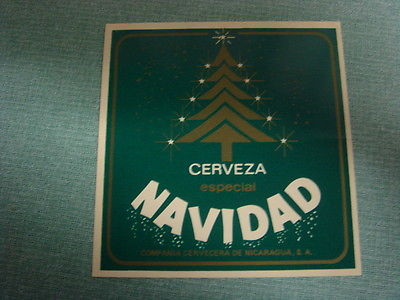 CERVEZA
especial
NAVIDAD
COMPAÑIA CERVECERA DE NICARAGUA, S. A.